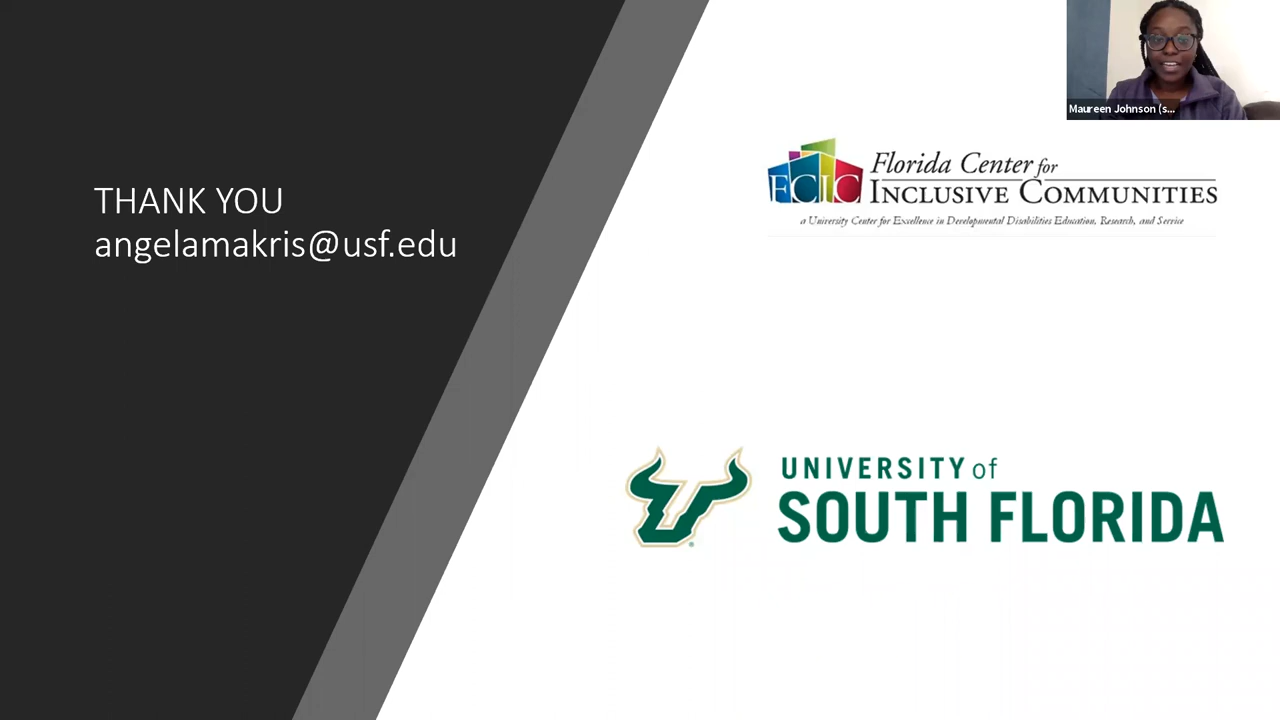 THANK YOU
angelamakris@usf.edu
Maureen Johnson (s...
FCIC
Florida Center for
INCLUSIVE COMMUNITIES
a University Center for Excellence in Developmental Disabilities Education, Research, and Service
UNIVERSITY of
SOUTH FLORIDA